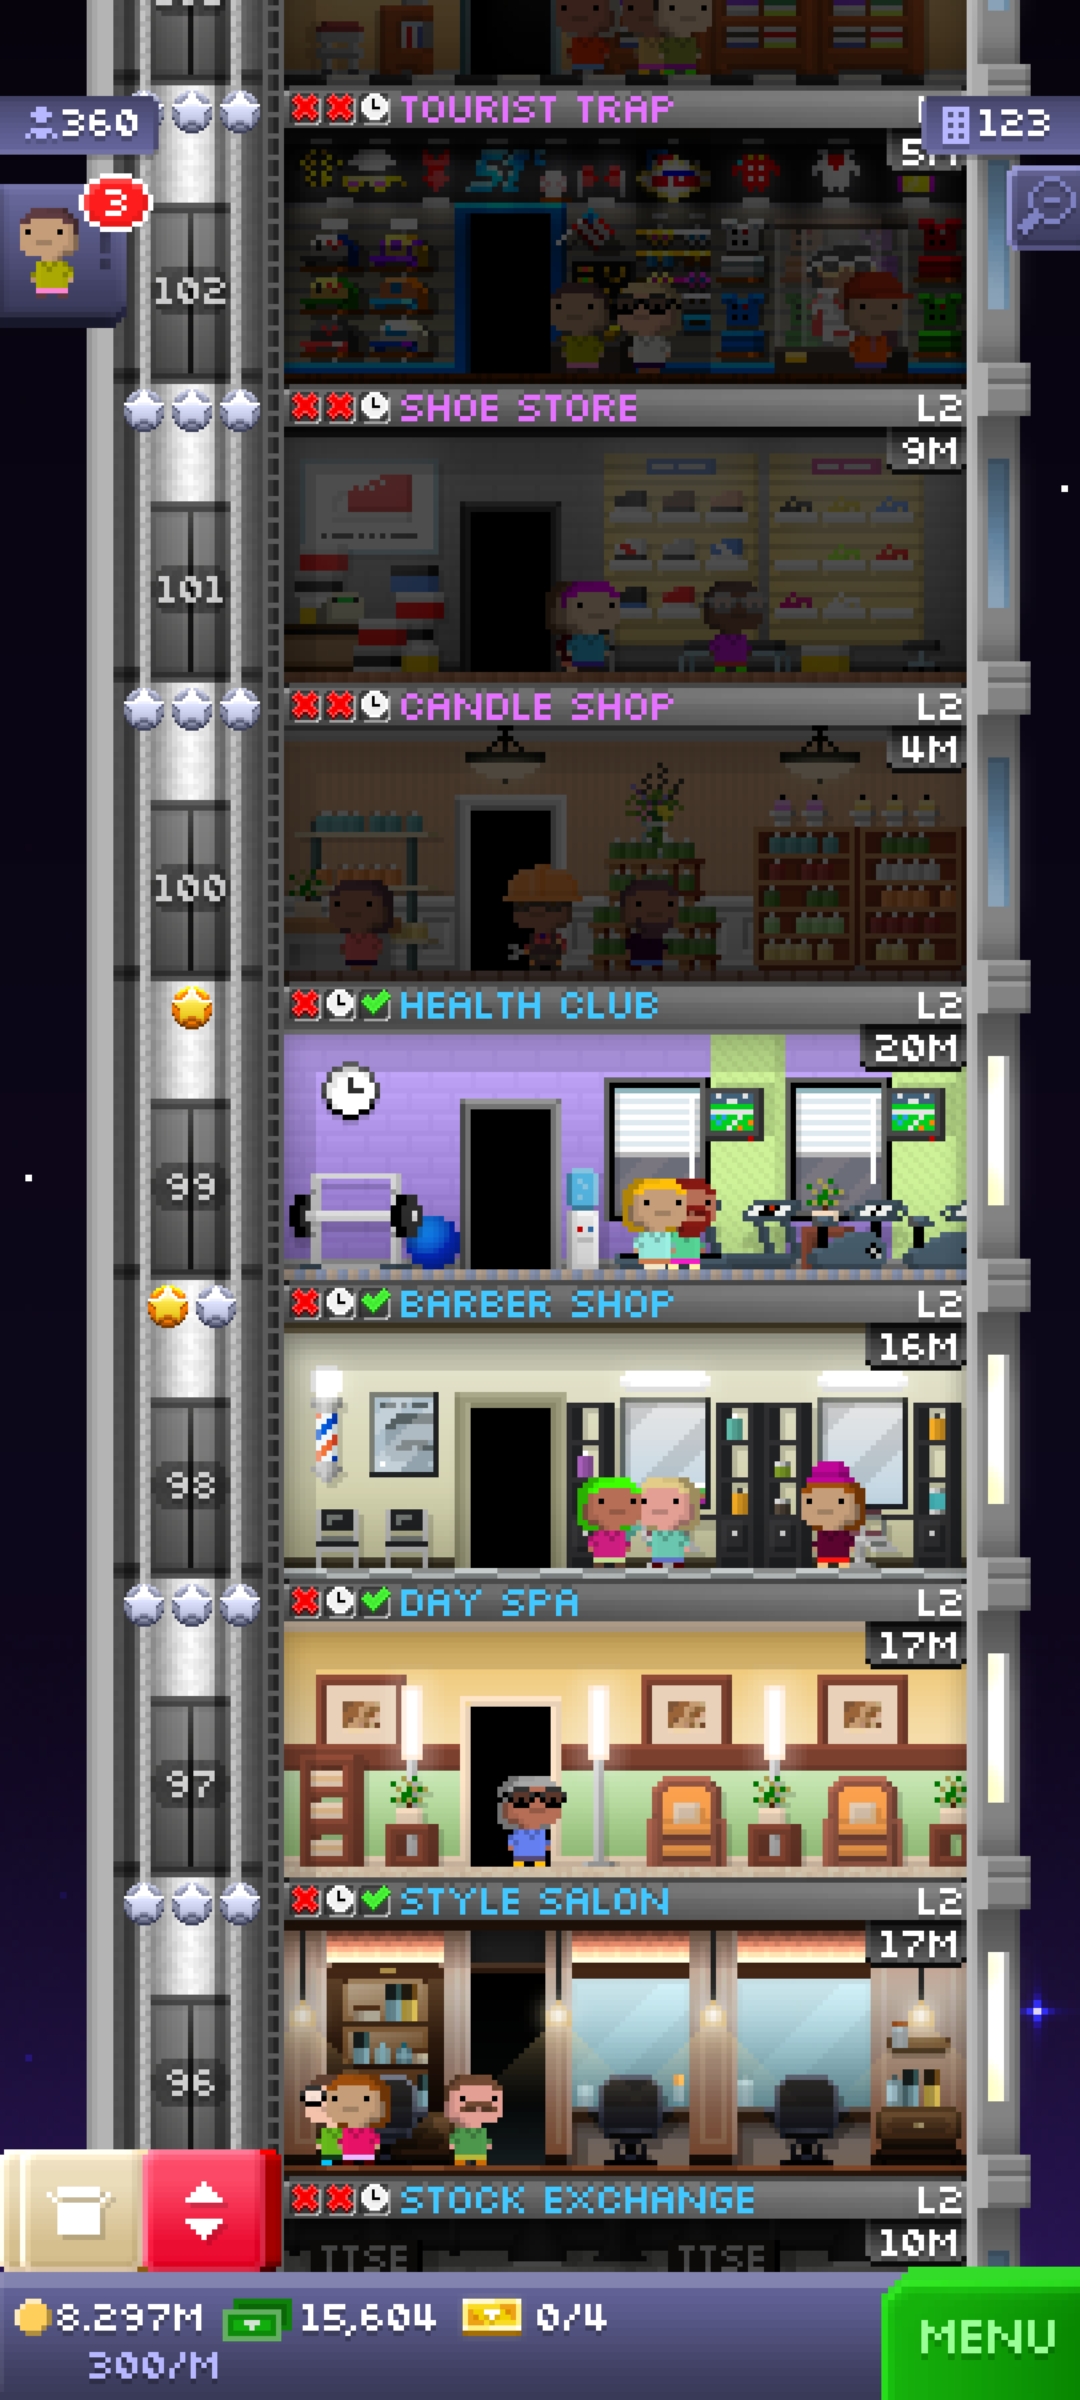 TOURIST TRAP
360
123
3
5M
102
SHOE STORE L2
9M
101
CANDLE SHOP L2
4M
100
HEALTH CLUB L2
20M
99
BARBER SHOP L2
16M
98
DAY SPA L2
17M
97
STYLE SALON L2
17M
96
STOCK EXCHANGE L2
10M
8.297M 15,604 0/4
300/M
MENU